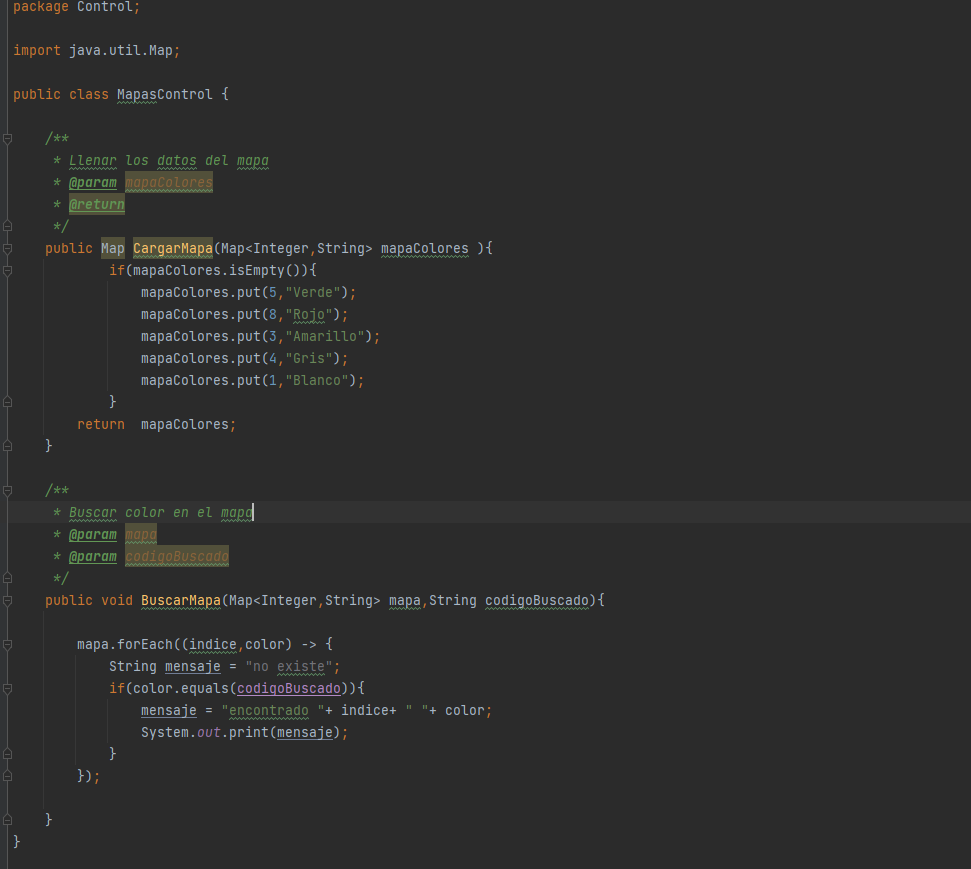 package Control;
import java.util.Map;
public class MapasControl {
/**
* Llenar los datos del mapa
* @param mapaColores
* @return
*/
public Map CargarMapa(Map<Integer,String> mapaColores ){
if(mapaColores.isEmpty()){
mapaColores.put(5,"Verde");
mapaColores.put(8,"Rojo");
mapaColores.put(3,"Amarillo");
mapaColores.put(4,"Gris");
mapaColores.put(1,"Blanco");
}
return  mapaColores;
}
/**
* Buscar color en el mapa
* @param mapa
* @param codigoBuscado
*/
public void BuscarMapa(Map<Integer,String> mapa,String codigoBuscado){
mapa.forEach((indice,color) -> {
String mensaje = "no existe";
if(color.equals(codigoBuscado)){
mensaje = "encontrado "+ indice+ " "+ color;
System.out.print(mensaje);
}
});
}
}